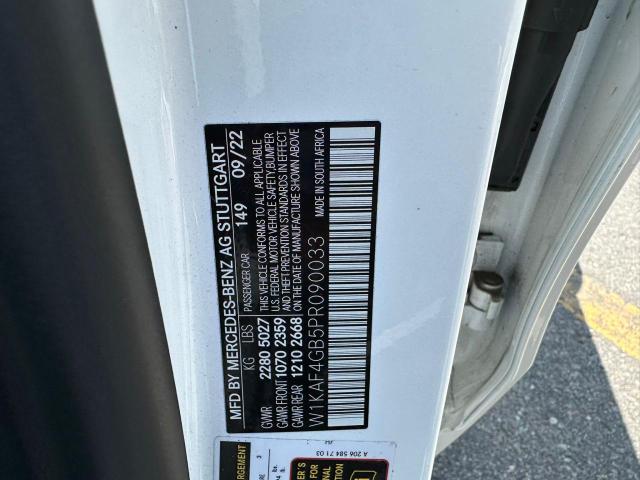 MFD BY MERCEDES-BENZ AG STUTTGART
PASSENGER CAR 149 09/22
KG LBS
GVWR 2280 5027
GAWR FRONT 1070 2359
GAWR REAR 1210 2668
THIS VEHICLE CONFORMS TO ALL APPLICABLE
U.S. FEDERAL MOTOR VEHICLE SAFETY, BUMPER
AND THEFT PREVENTION STANDARDS IN EFFECT
ON THE DATE OF MANUFACTURE SHOWN ABOVE
W1KAF4GB5PR090033
MADE IN SOUTH AFRICA
A 206 584 71 03